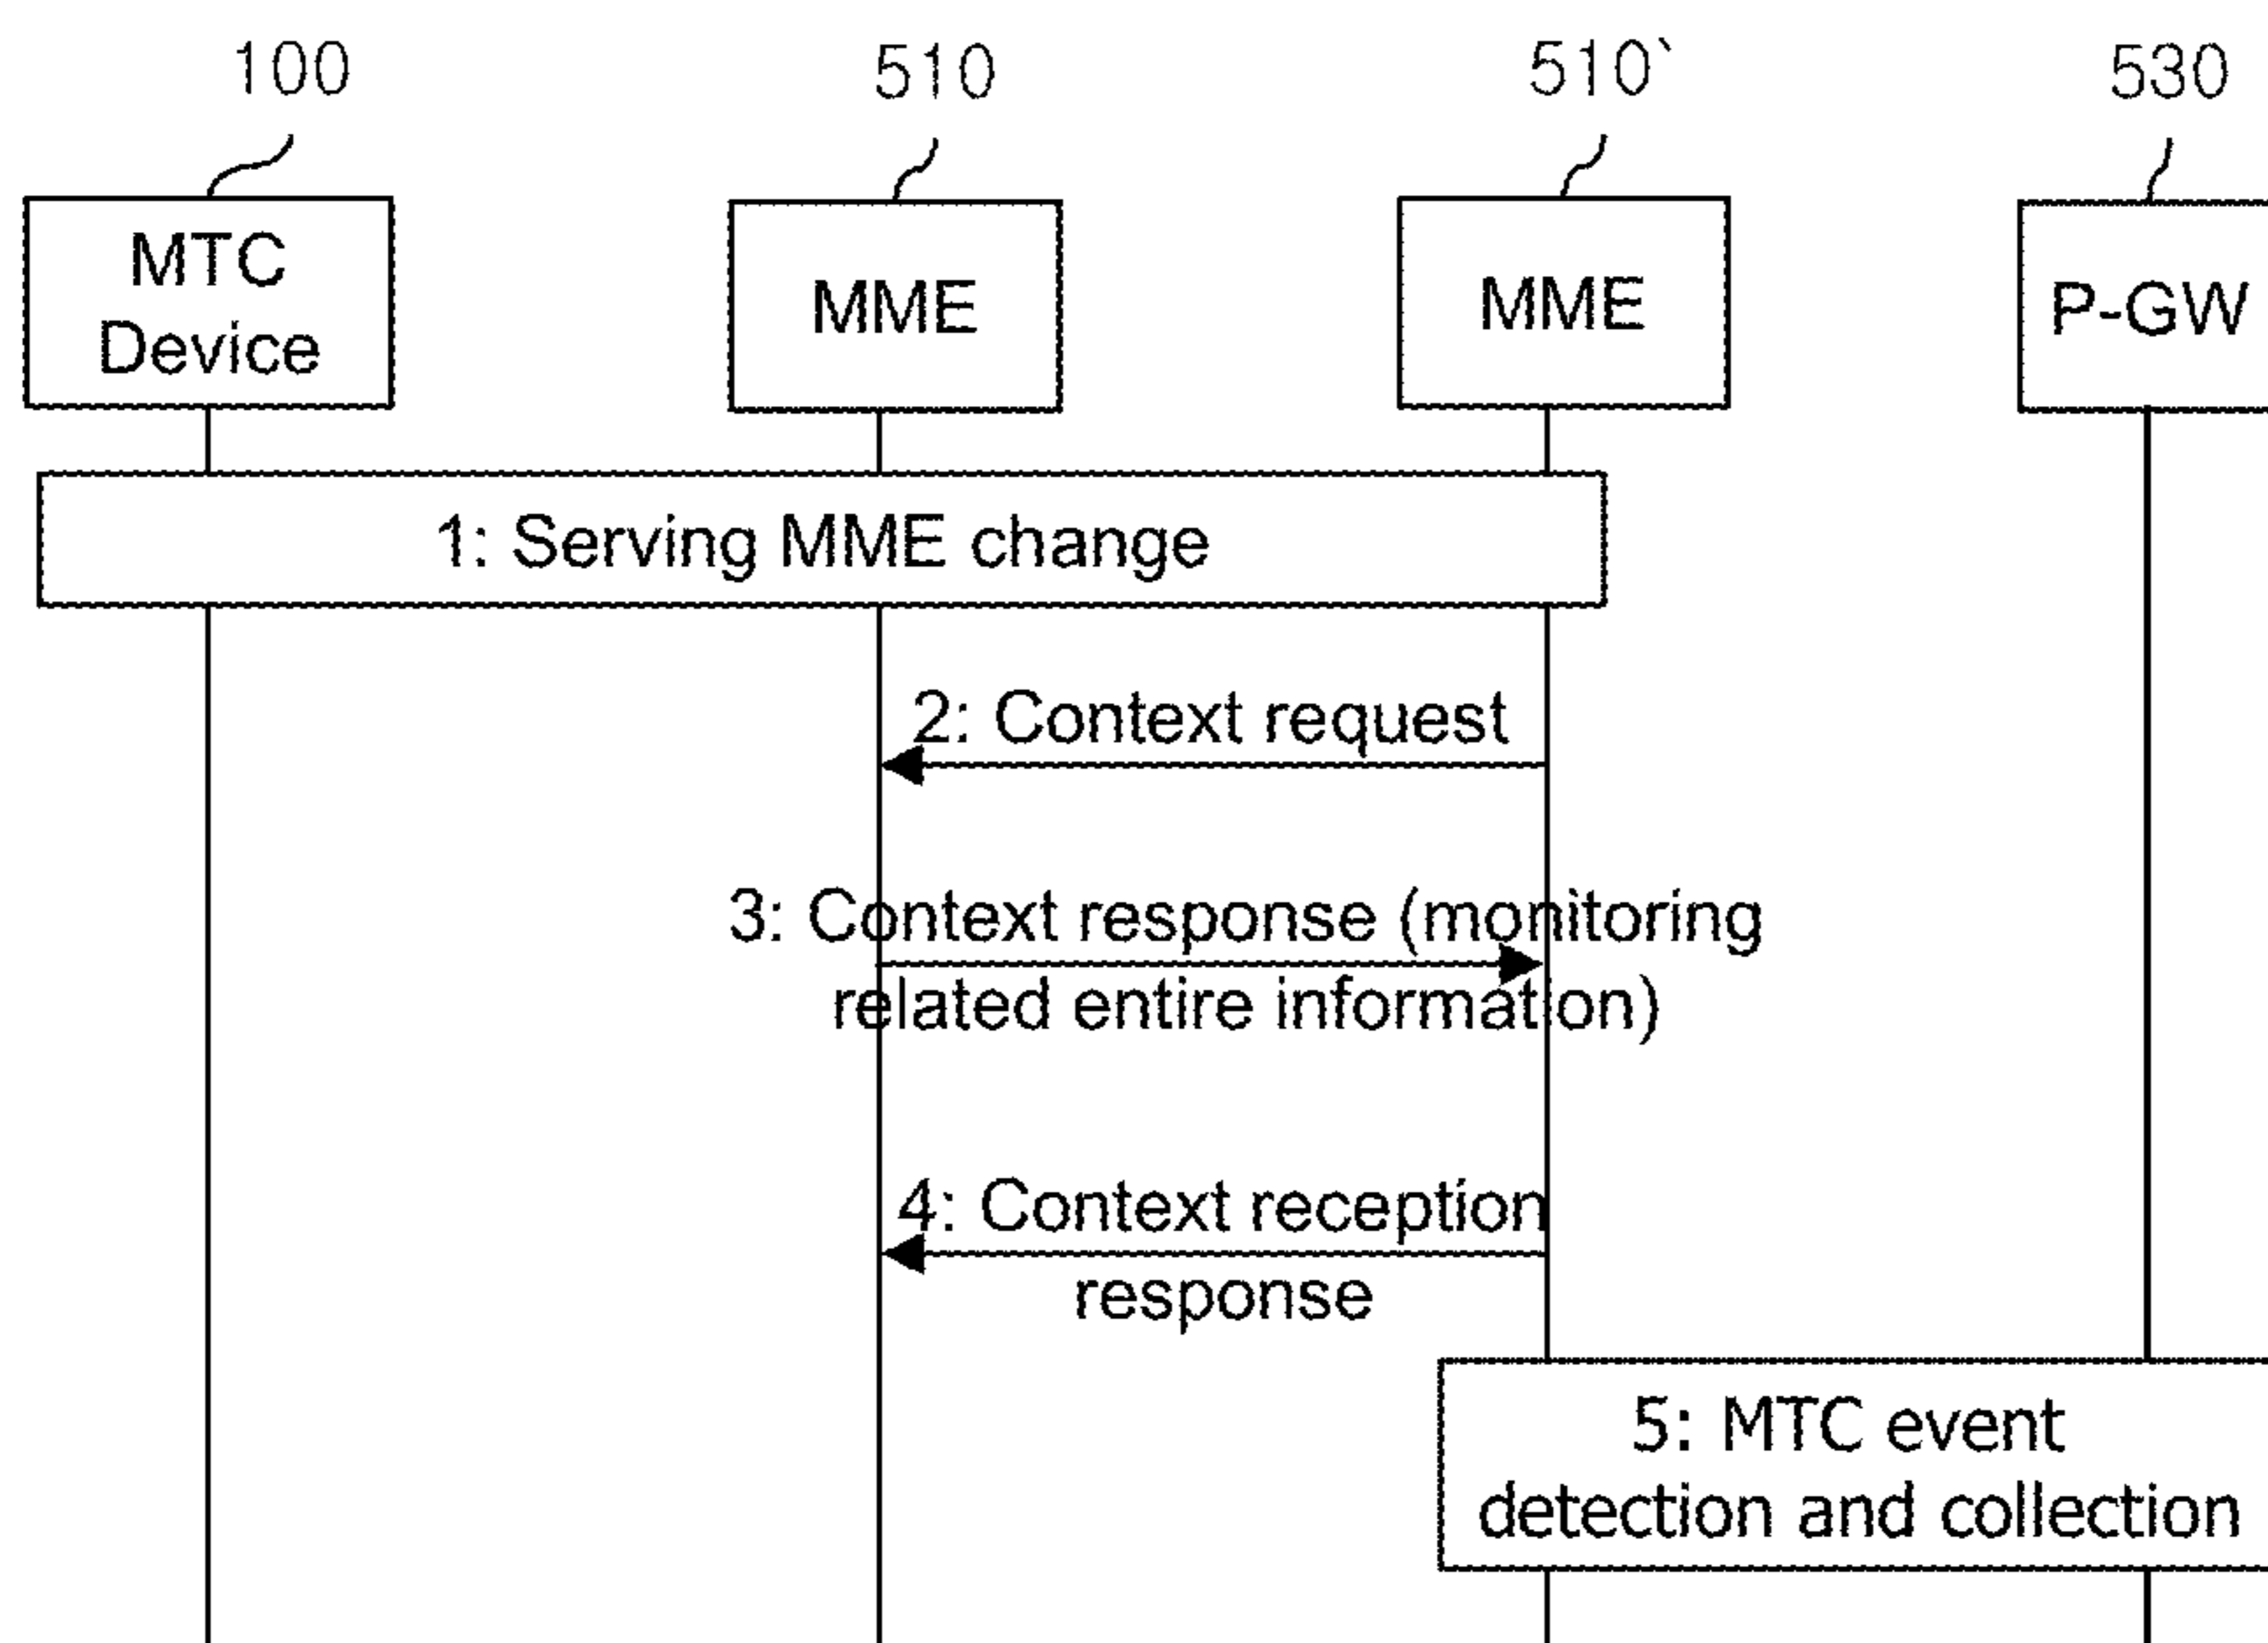 100
510
510`
530
MTC
Device
MME
MME
P-GW
1: Serving MME change
2: Context request
3: Context response (monitoring
related entire information)
4: Context reception
response
5: MTC event
detection and collection